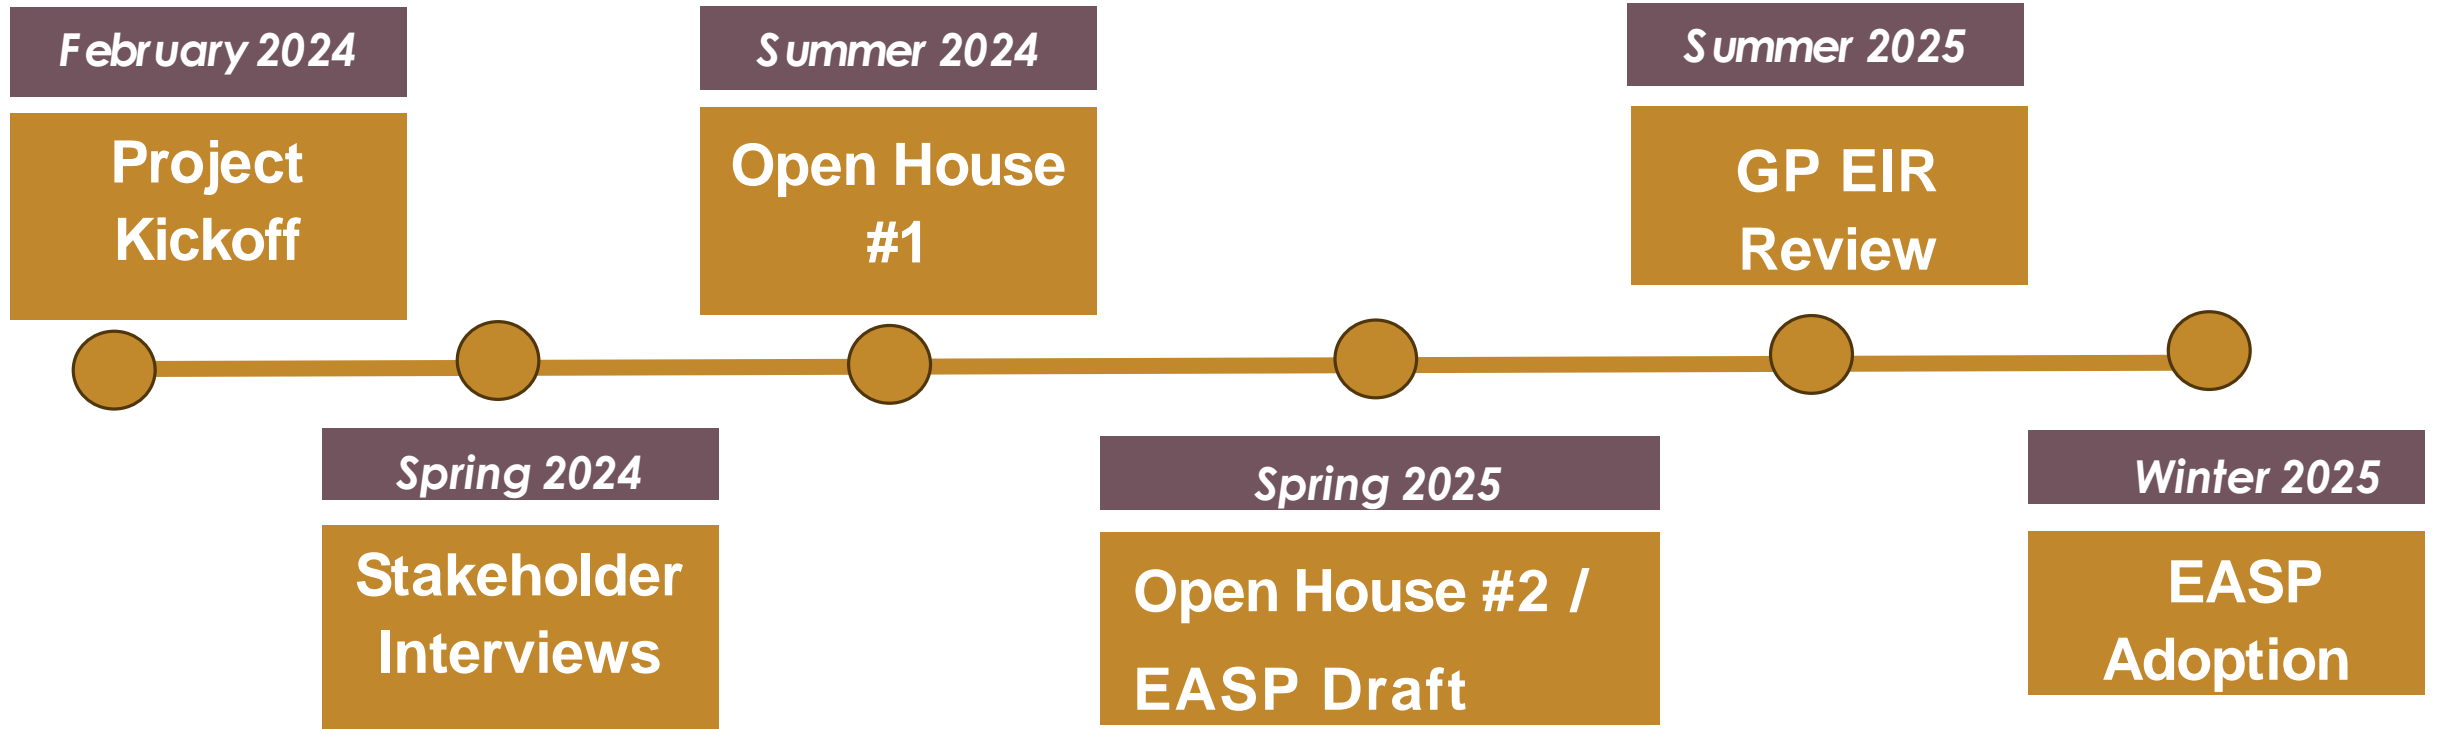 February 2024
Project
Kickoff
Spring 2024
Stakeholder
Interviews
Summer 2024
Open House
#1
Spring 2025
Open House #2 /
EASP Draft
Summer 2025
GP EIR
Review
Winter 2025
EASP
Adoption